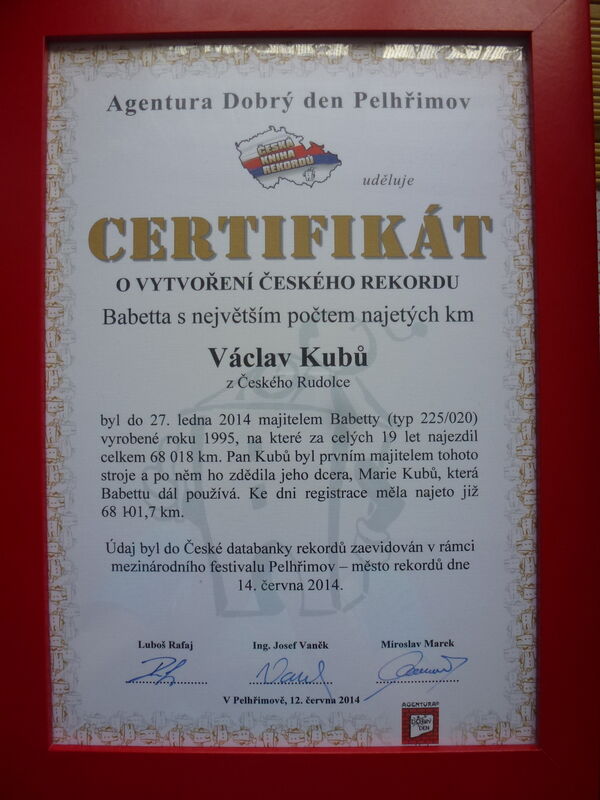 Agentura Dobrý den Pelhřimov
ČESKÁ
KNIHA
REKORDŮ
uděluje
CERTIFIKÁT
O VYTVOŘENÍ ČESKÉHO REKORDU
Babetta s největším počtem najetých km
Václav Kubů
z Českého Rudolce
byl do 27. ledna 2014 majitelem Babetty (typ 225/020)
vyrobené roku 1995, na které za celých 19 let najezdil
celkem 68 018 km. Pan Kubů byl prvním majitelem tohoto
stroje a po něm ho zdědila jeho dcera, Marie Kubů, která
Babettu dál používá. Ke dni registrace měla najeto již
68 101,7 km.
Údaj byl do České databanky rekordů zaevidován v rámci
mezinárodního festivalu Pelhřimov – město rekordů dne
14. června 2014.
Luboš Rafaj Ing. Josef Vaněk Miroslav Marek
V Pelhřimově, 12. června 2014
AGENTURA
DOBRÝ
DEN